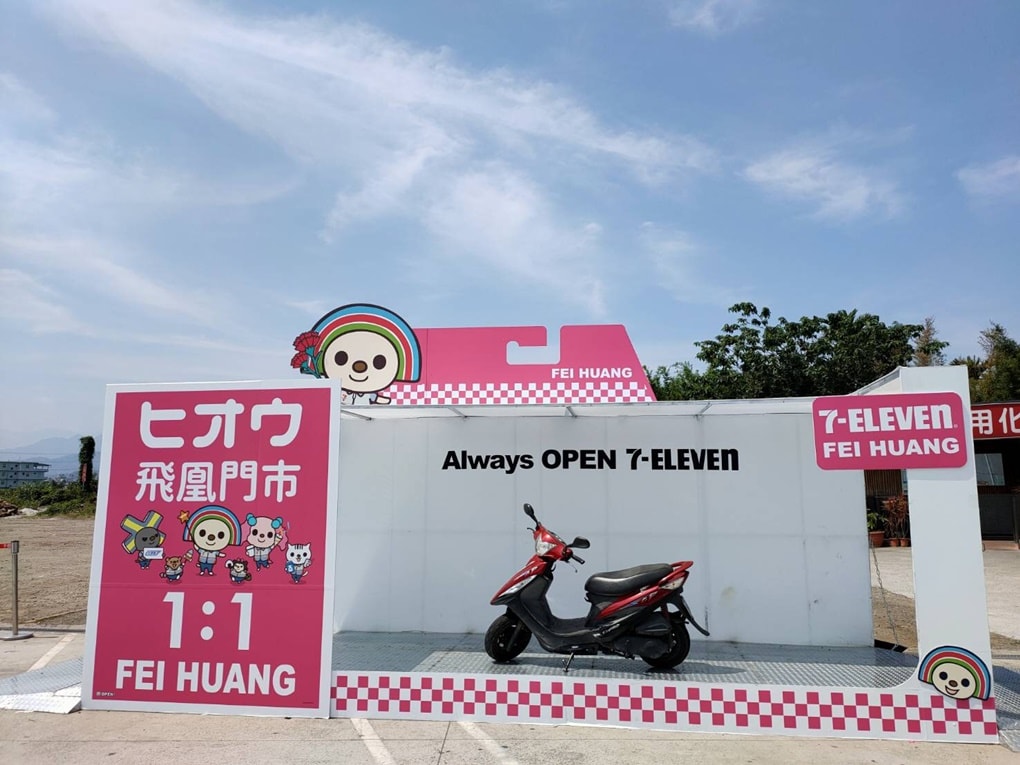 FEI HUANG
ヒオウ
飛凰門市
1:1
FEI HUANG
OPEN
Always OPEN 7-ELEVEN
7-ELEVEN
FEI HUANG
用化